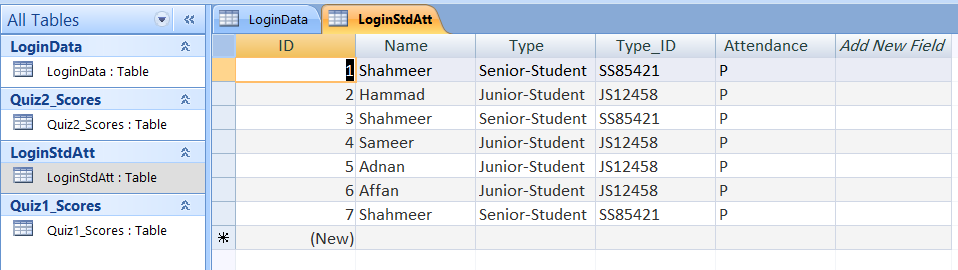 All Tables
LoginData
LoginData : Table
Quiz2_Scores
Quiz2_Scores : Table
LoginStdAtt
LoginStdAtt : Table
Quiz1_Scores
Quiz1_Scores : Table
LoginData LoginStdAtt
ID Name Type Type_ID Attendance Add New Field
1 Shahmeer Senior-Student SS85421 P
2 Hammad Junior-Student JS12458 P
3 Shahmeer Senior-Student SS85421 P
4 Sameer Junior-Student JS12458 P
5 Adnan Junior-Student JS12458 P
6 Affan Junior-Student JS12458 P
7 Shahmeer Senior-Student SS85421 P
(New)